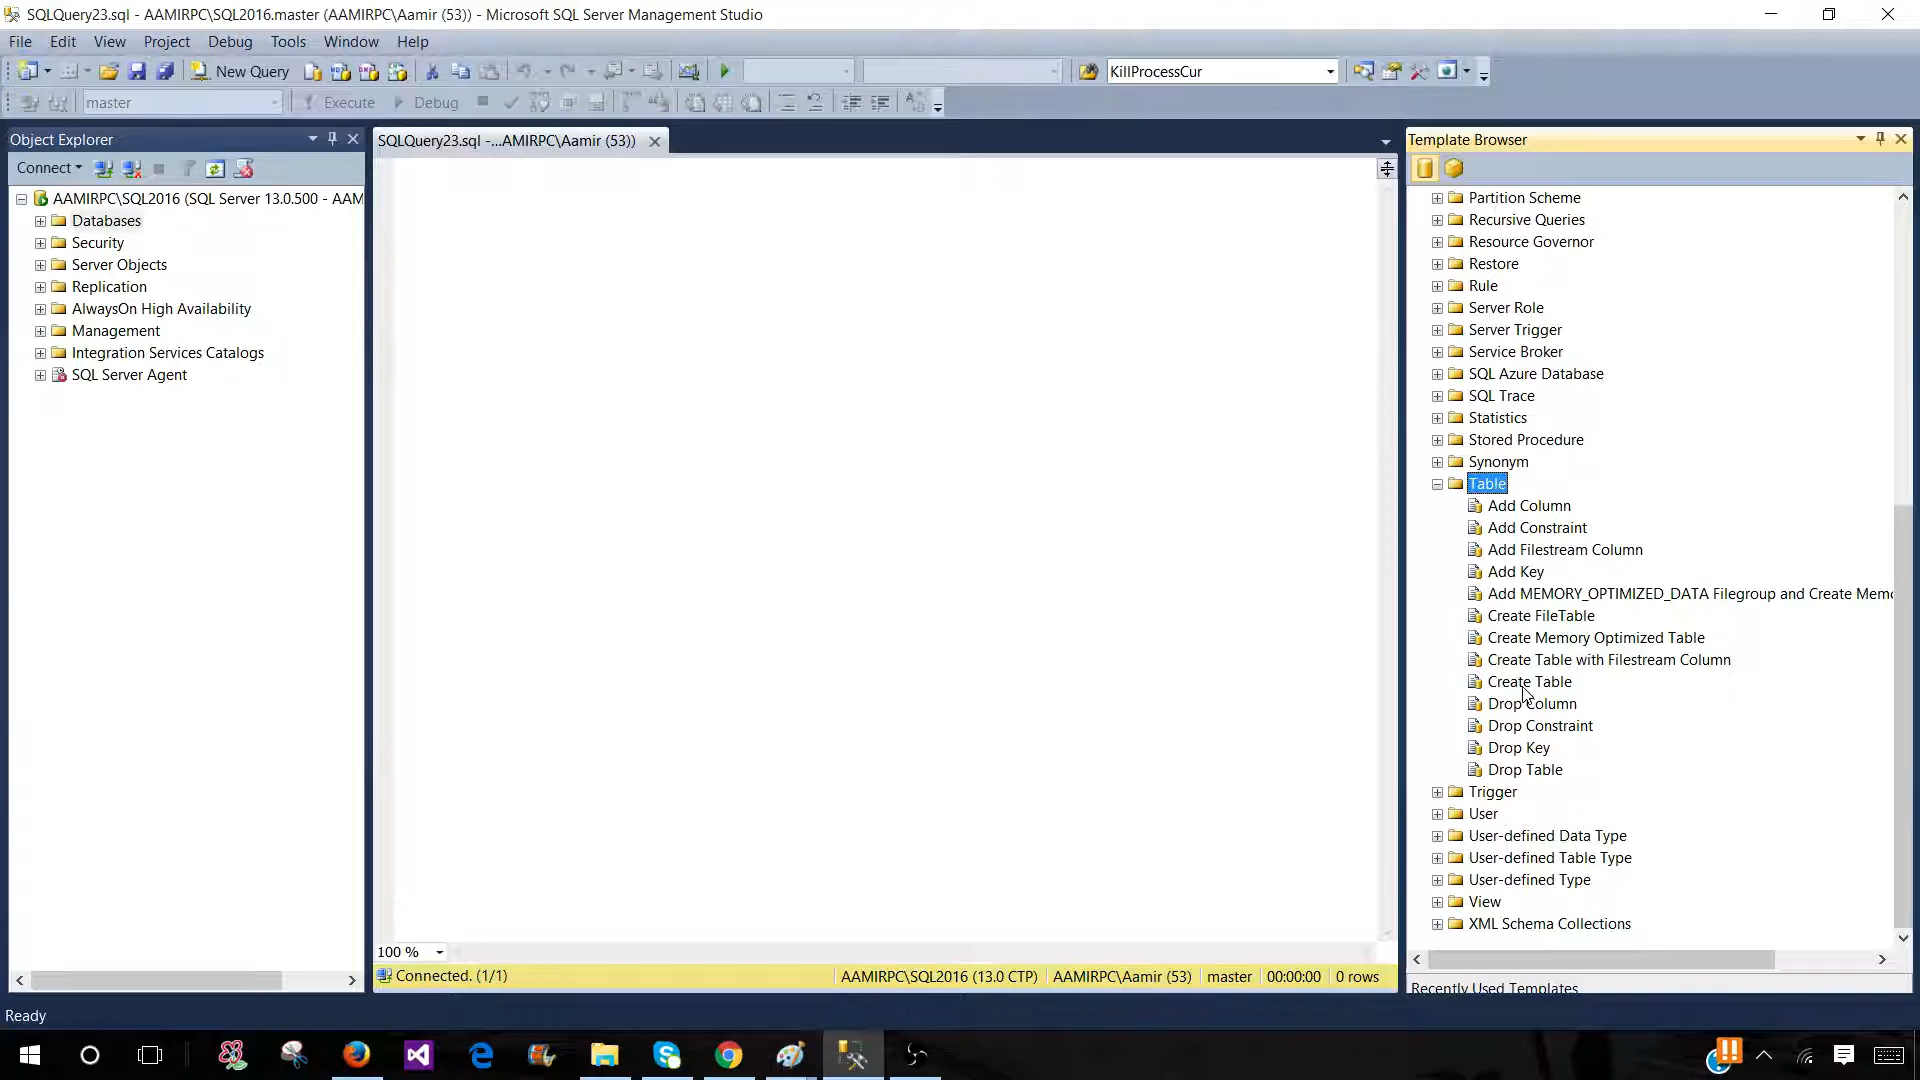 SQLQuery23.sql - AAMIRPC\SQL2016.master (AAMIRPC\Aamir (53)) - Microsoft SQL Server Management Studio
File Edit View Project Debug Tools Window Help
New Query KillProcessCur
master Execute Debug
Object Explorer
Connect
AAMIRPC\SQL2016 (SQL Server 13.0.500 - AAM
Databases
Security
Server Objects
Replication
AlwaysOn High Availability
Management
Integration Services Catalogs
SQL Server Agent
SQLQuery23.sql -...AMIRPC\Aamir (53))
100 %
Connected. (1/1) AAMIRPC\SQL2016 (13.0 CTP) AAMIRPC\Aamir (53) master 00:00:00 0 rows
Template Browser
Partition Scheme
Recursive Queries
Resource Governor
Restore
Rule
Server Role
Server Trigger
Service Broker
SQL Azure Database
SQL Trace
Statistics
Stored Procedure
Synonym
Table
Add Column
Add Constraint
Add Filestream Column
Add Key
Add MEMORY_OPTIMIZED_DATA Filegroup and Create Memo
Create FileTable
Create Memory Optimized Table
Create Table with Filestream Column
Create Table
Drop Column
Drop Constraint
Drop Key
Drop Table
Trigger
User
User-defined Data Type
User-defined Table Type
User-defined Type
View
XML Schema Collections
Recently Used Templates
Ready